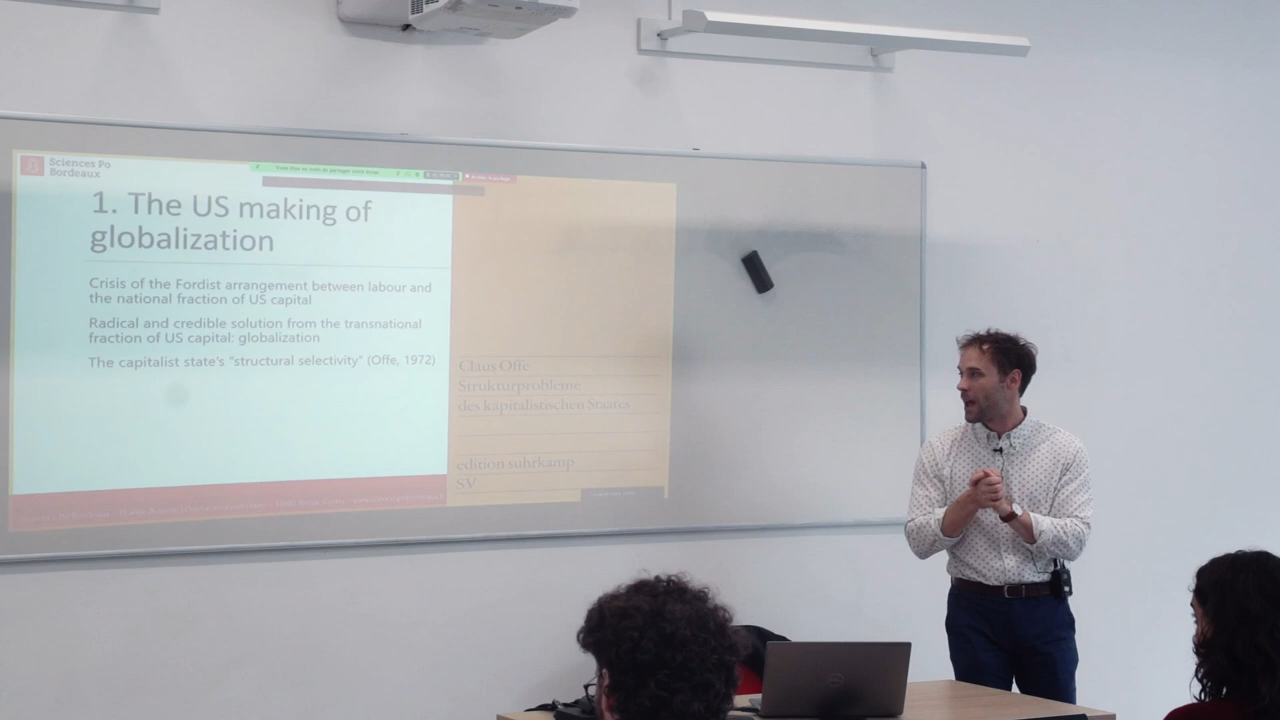 Sciences Po
Bordeaux
1. The US making of
globalization
Crisis of the Fordist arrangement between labour and
the national fraction of US capital
Radical and credible solution from the transnational
fraction of US capital: globalization
The capitalist state's "structural selectivity" (Offe, 1972)
Claus Offe
Strukturprobleme
des kapitalistischen Staates
edition suhrkamp
SV